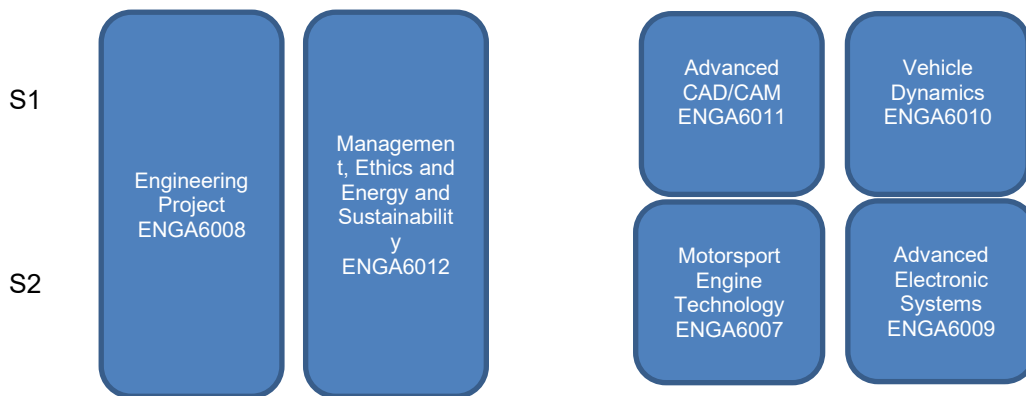 S1
S2
Engineering
Project
ENGA6008
Managemen
t, Ethics and
Energy and
Sustainabilit
y
ENGA6012
Advanced
CAD/CAM
ENGA6011
Vehicle
Dynamics
ENGA6010
Motorsport
Engine
Technology
ENGA6007
Advanced
Electronic
Systems
ENGA6009